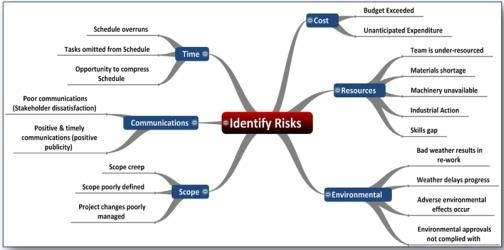 Identify Risks
Time
Schedule overruns
Tasks omitted from Schedule
Opportunity to compress
Schedule
Communications
Poor communications
(Stakeholder dissatisfaction)
Positive & timely
communications (positive
publicity)
Scope
Scope creep
Scope poorly defined
Project changes poorly
managed
Cost
Budget Exceeded
Unanticipated Expenditure
Resources
Team is under-resourced
Materials shortage
Machinery unavailable
Industrial Action
Skills gap
Environmental
Bad weather results in
re-work
Weather delays progress
Adverse environmental
effects occur
Environmental approvals
not complied with